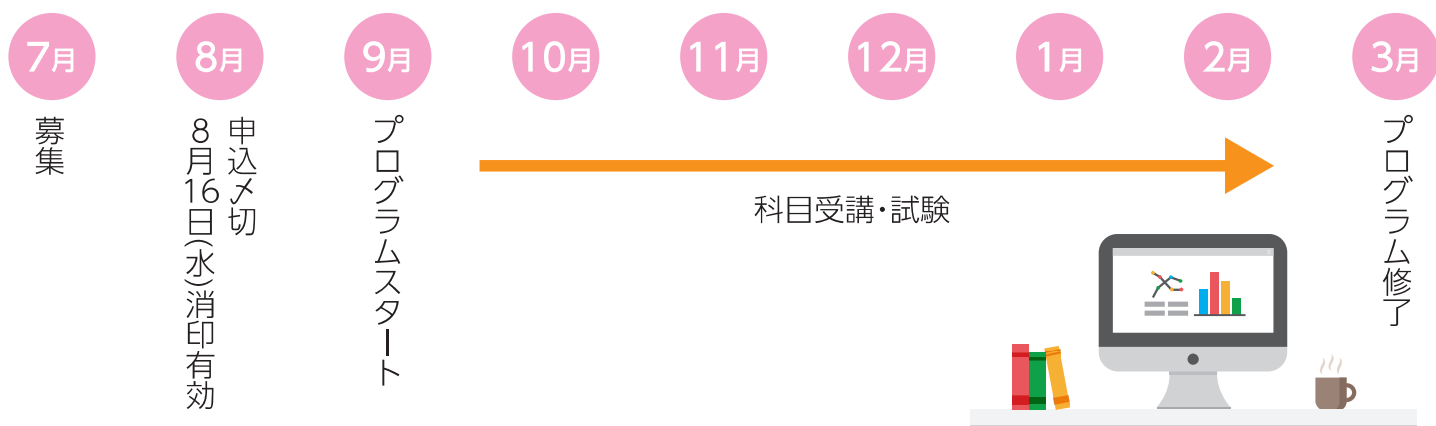 7月
8月
9月
10月
11月
12月
1月
2月
3月
募集
申込〆切
8月16日(水)消印有効
プログラムスタート
科目受講・試験
プログラム修了